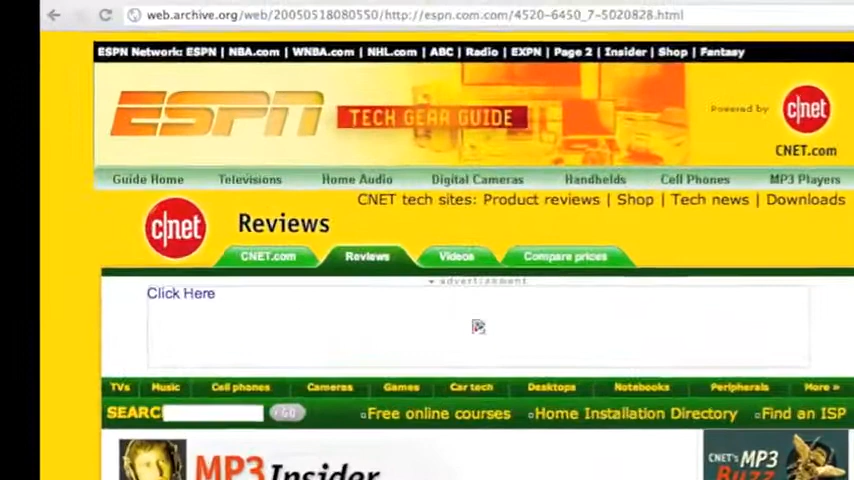 web.archive.org/web/20050518080550/http://espn.com.com/4520-6450_7-5020828.html
ESPN Network: ESPN | NBA.com | WNBA.com | NHL.com | ABC | Radio | EXPN | Page 2 | Insider | Shop | Fantasy
ESPN TECH GEAR GUIDE Powered by c|net
CNET.com
Guide Home Televisions Home Audio Digital Cameras Handhelds Cell Phones MP3 Players
CNET tech sites: Product reviews | Shop | Tech news | Downloads
c|net Reviews
CNET.com Reviews Videos Compare prices
advertisement
Click Here
TVs Music Cell phones Cameras Games Car tech Desktops Notebooks Peripherals More »
SEARC GO Free online courses Home Installation Directory Find an ISP
MP3 Insider CNET's MP3
Buzz